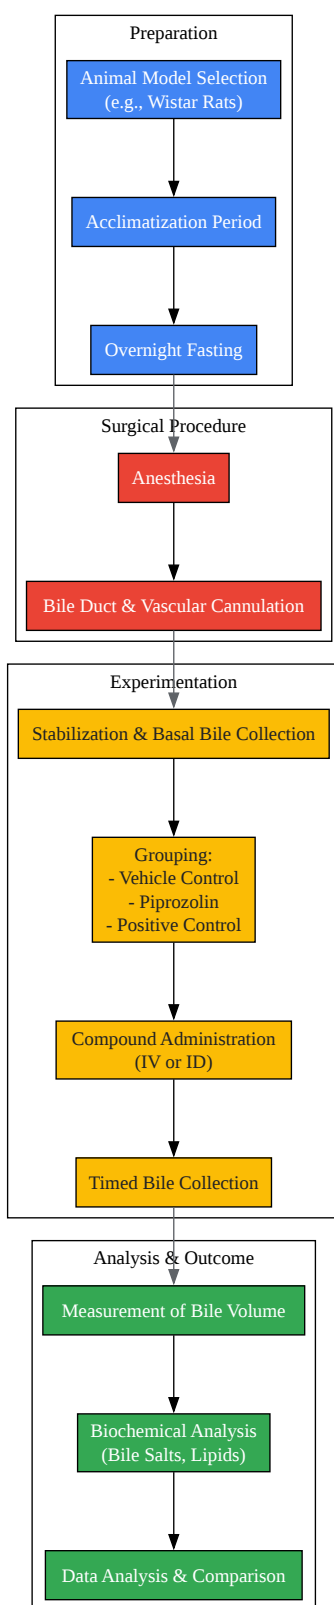 Preparation
Animal Model Selection
(e.g., Wistar Rats)
Acclimatization Period
Overnight Fasting
Surgical Procedure
Anesthesia
Bile Duct & Vascular Cannulation
Experimentation
Stabilization & Basal Bile Collection
Grouping:
- Vehicle Control
- Piprozolin
- Positive Control
Compound Administration
(IV or ID)
Timed Bile Collection
Analysis & Outcome
Measurement of Bile Volume
Biochemical Analysis
(Bile Salts, Lipids)
Data Analysis & Comparison